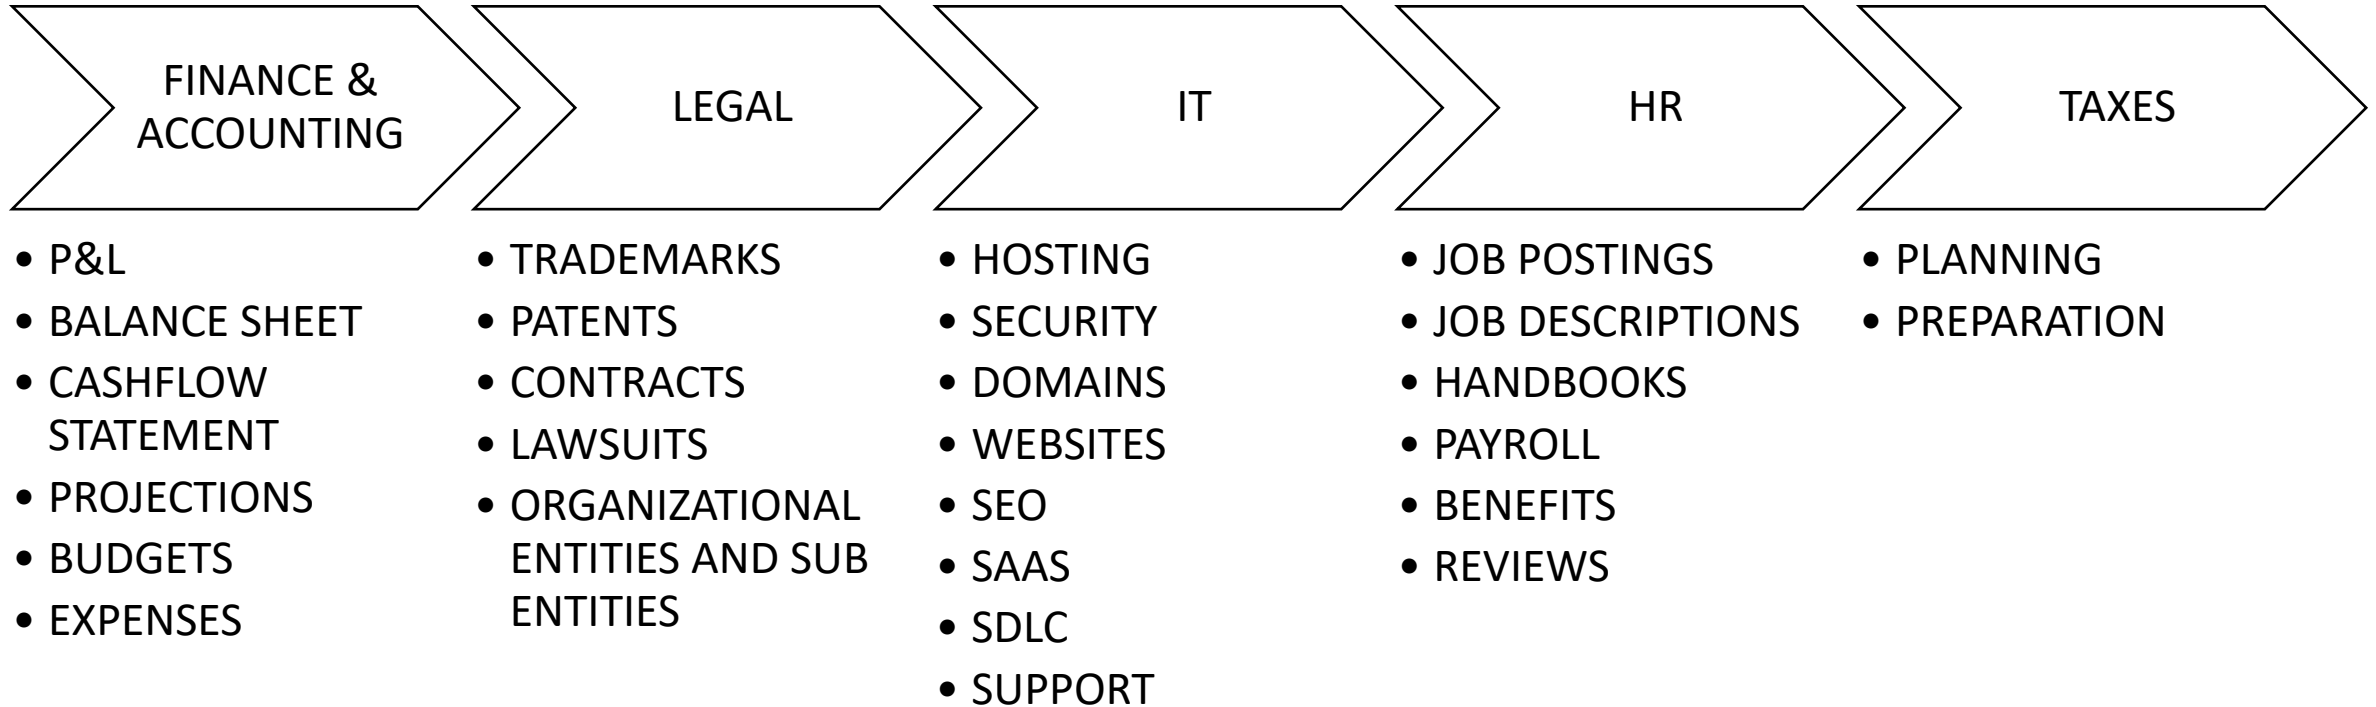 FINANCE &
ACCOUNTING
• P&L
• BALANCE SHEET
• CASHFLOW
STATEMENT
• PROJECTIONS
• BUDGETS
• EXPENSES
LEGAL
• TRADEMARKS
• PATENTS
• CONTRACTS
• LAWSUITS
• ORGANIZATIONAL
ENTITIES AND SUB
ENTITIES
IT
• HOSTING
• SECURITY
• DOMAINS
• WEBSITES
• SEO
• SAAS
• SDLC
• SUPPORT
HR
• JOB POSTINGS
• JOB DESCRIPTIONS
• HANDBOOKS
• PAYROLL
• BENEFITS
• REVIEWS
TAXES
• PLANNING
• PREPARATION